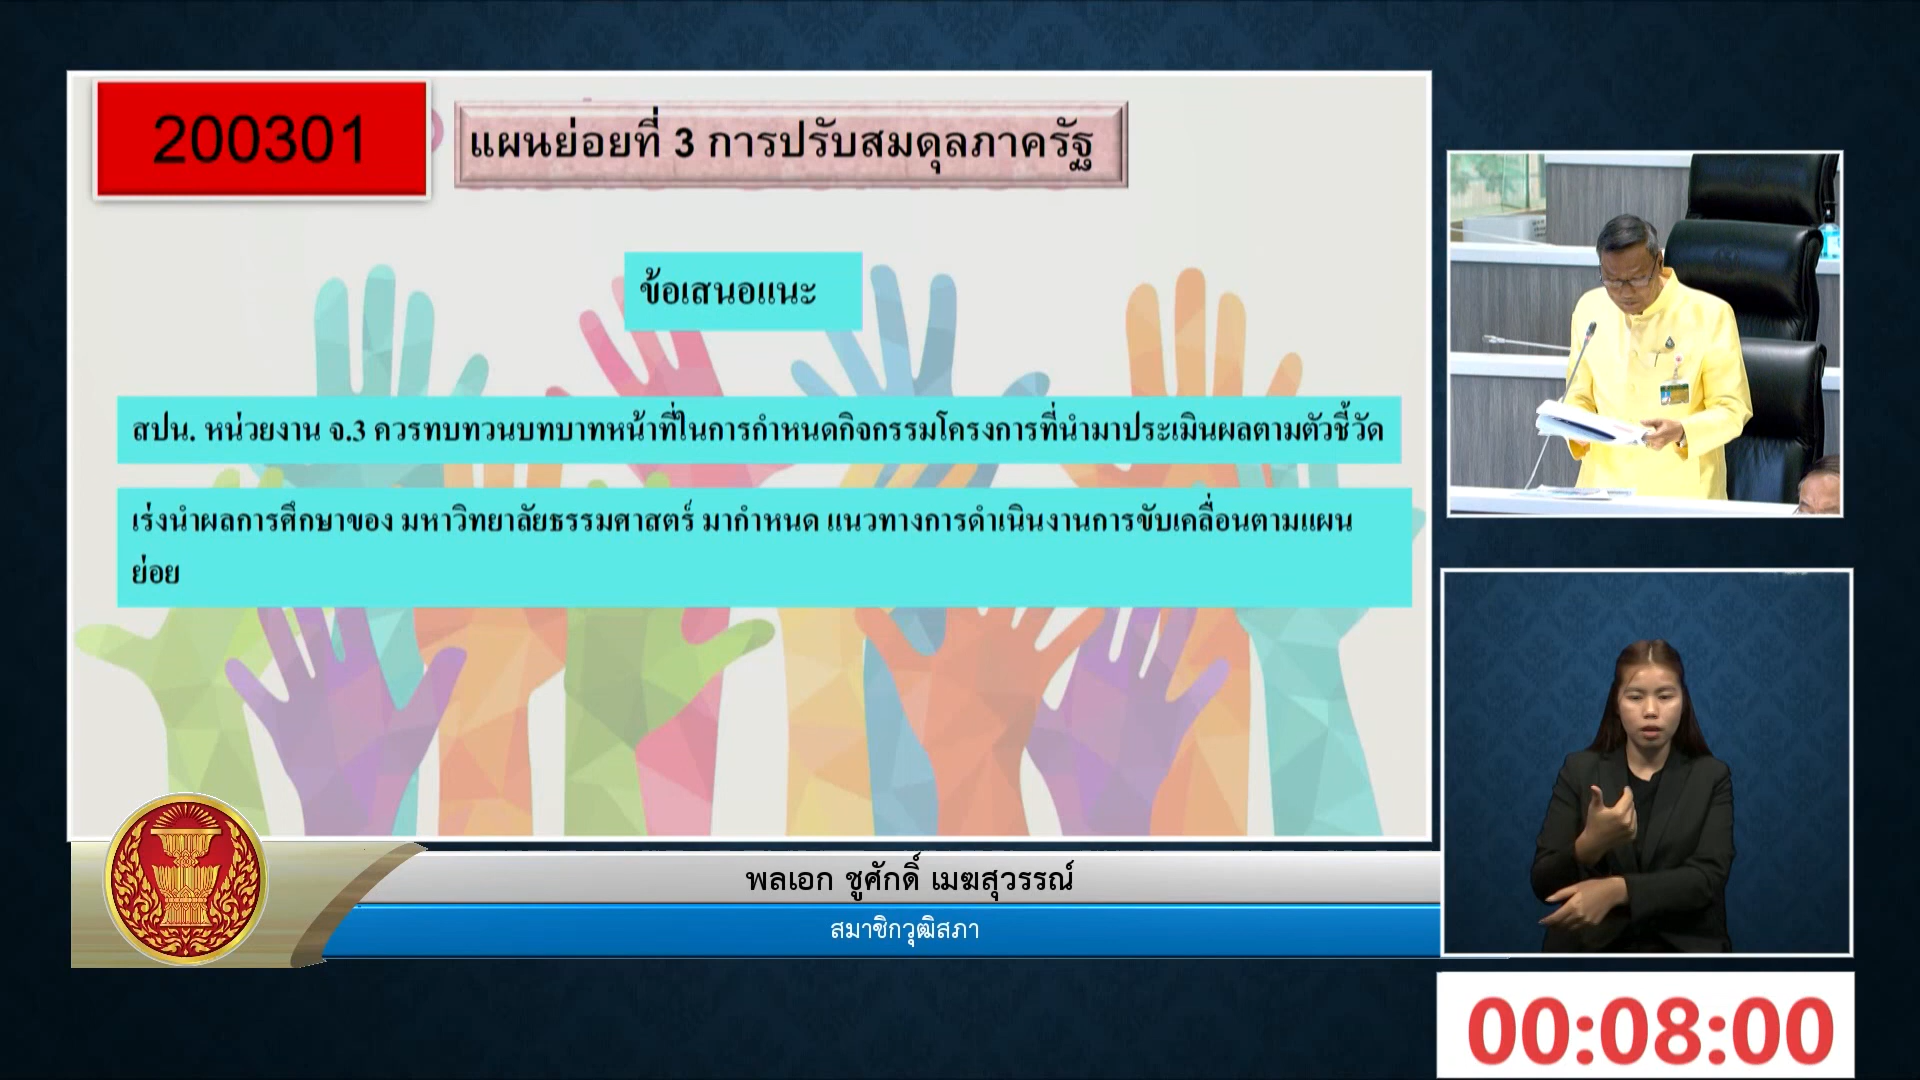 200301
แผนย่อยที่ 3 การปรับสมดุลภาครัฐ
ข้อเสนอแนะ
สปน. หน่วยงาน จ.3 ควรทบทวนบทบาทหน้าที่ในการกำหนดกิจกรรมโครงการที่นำมาประเมินผลตามตัวชี้วัด
เร่งนำผลการศึกษาของ มหาวิทยาลัยธรรมศาสตร์ มากำหนด แนวทางการดำเนินงานการขับเคลื่อนตามแผน
ย่อย
พลเอก ชูศักดิ์ เมฆสุวรรณ์
สมาชิกวุฒิสภา
00:08:00